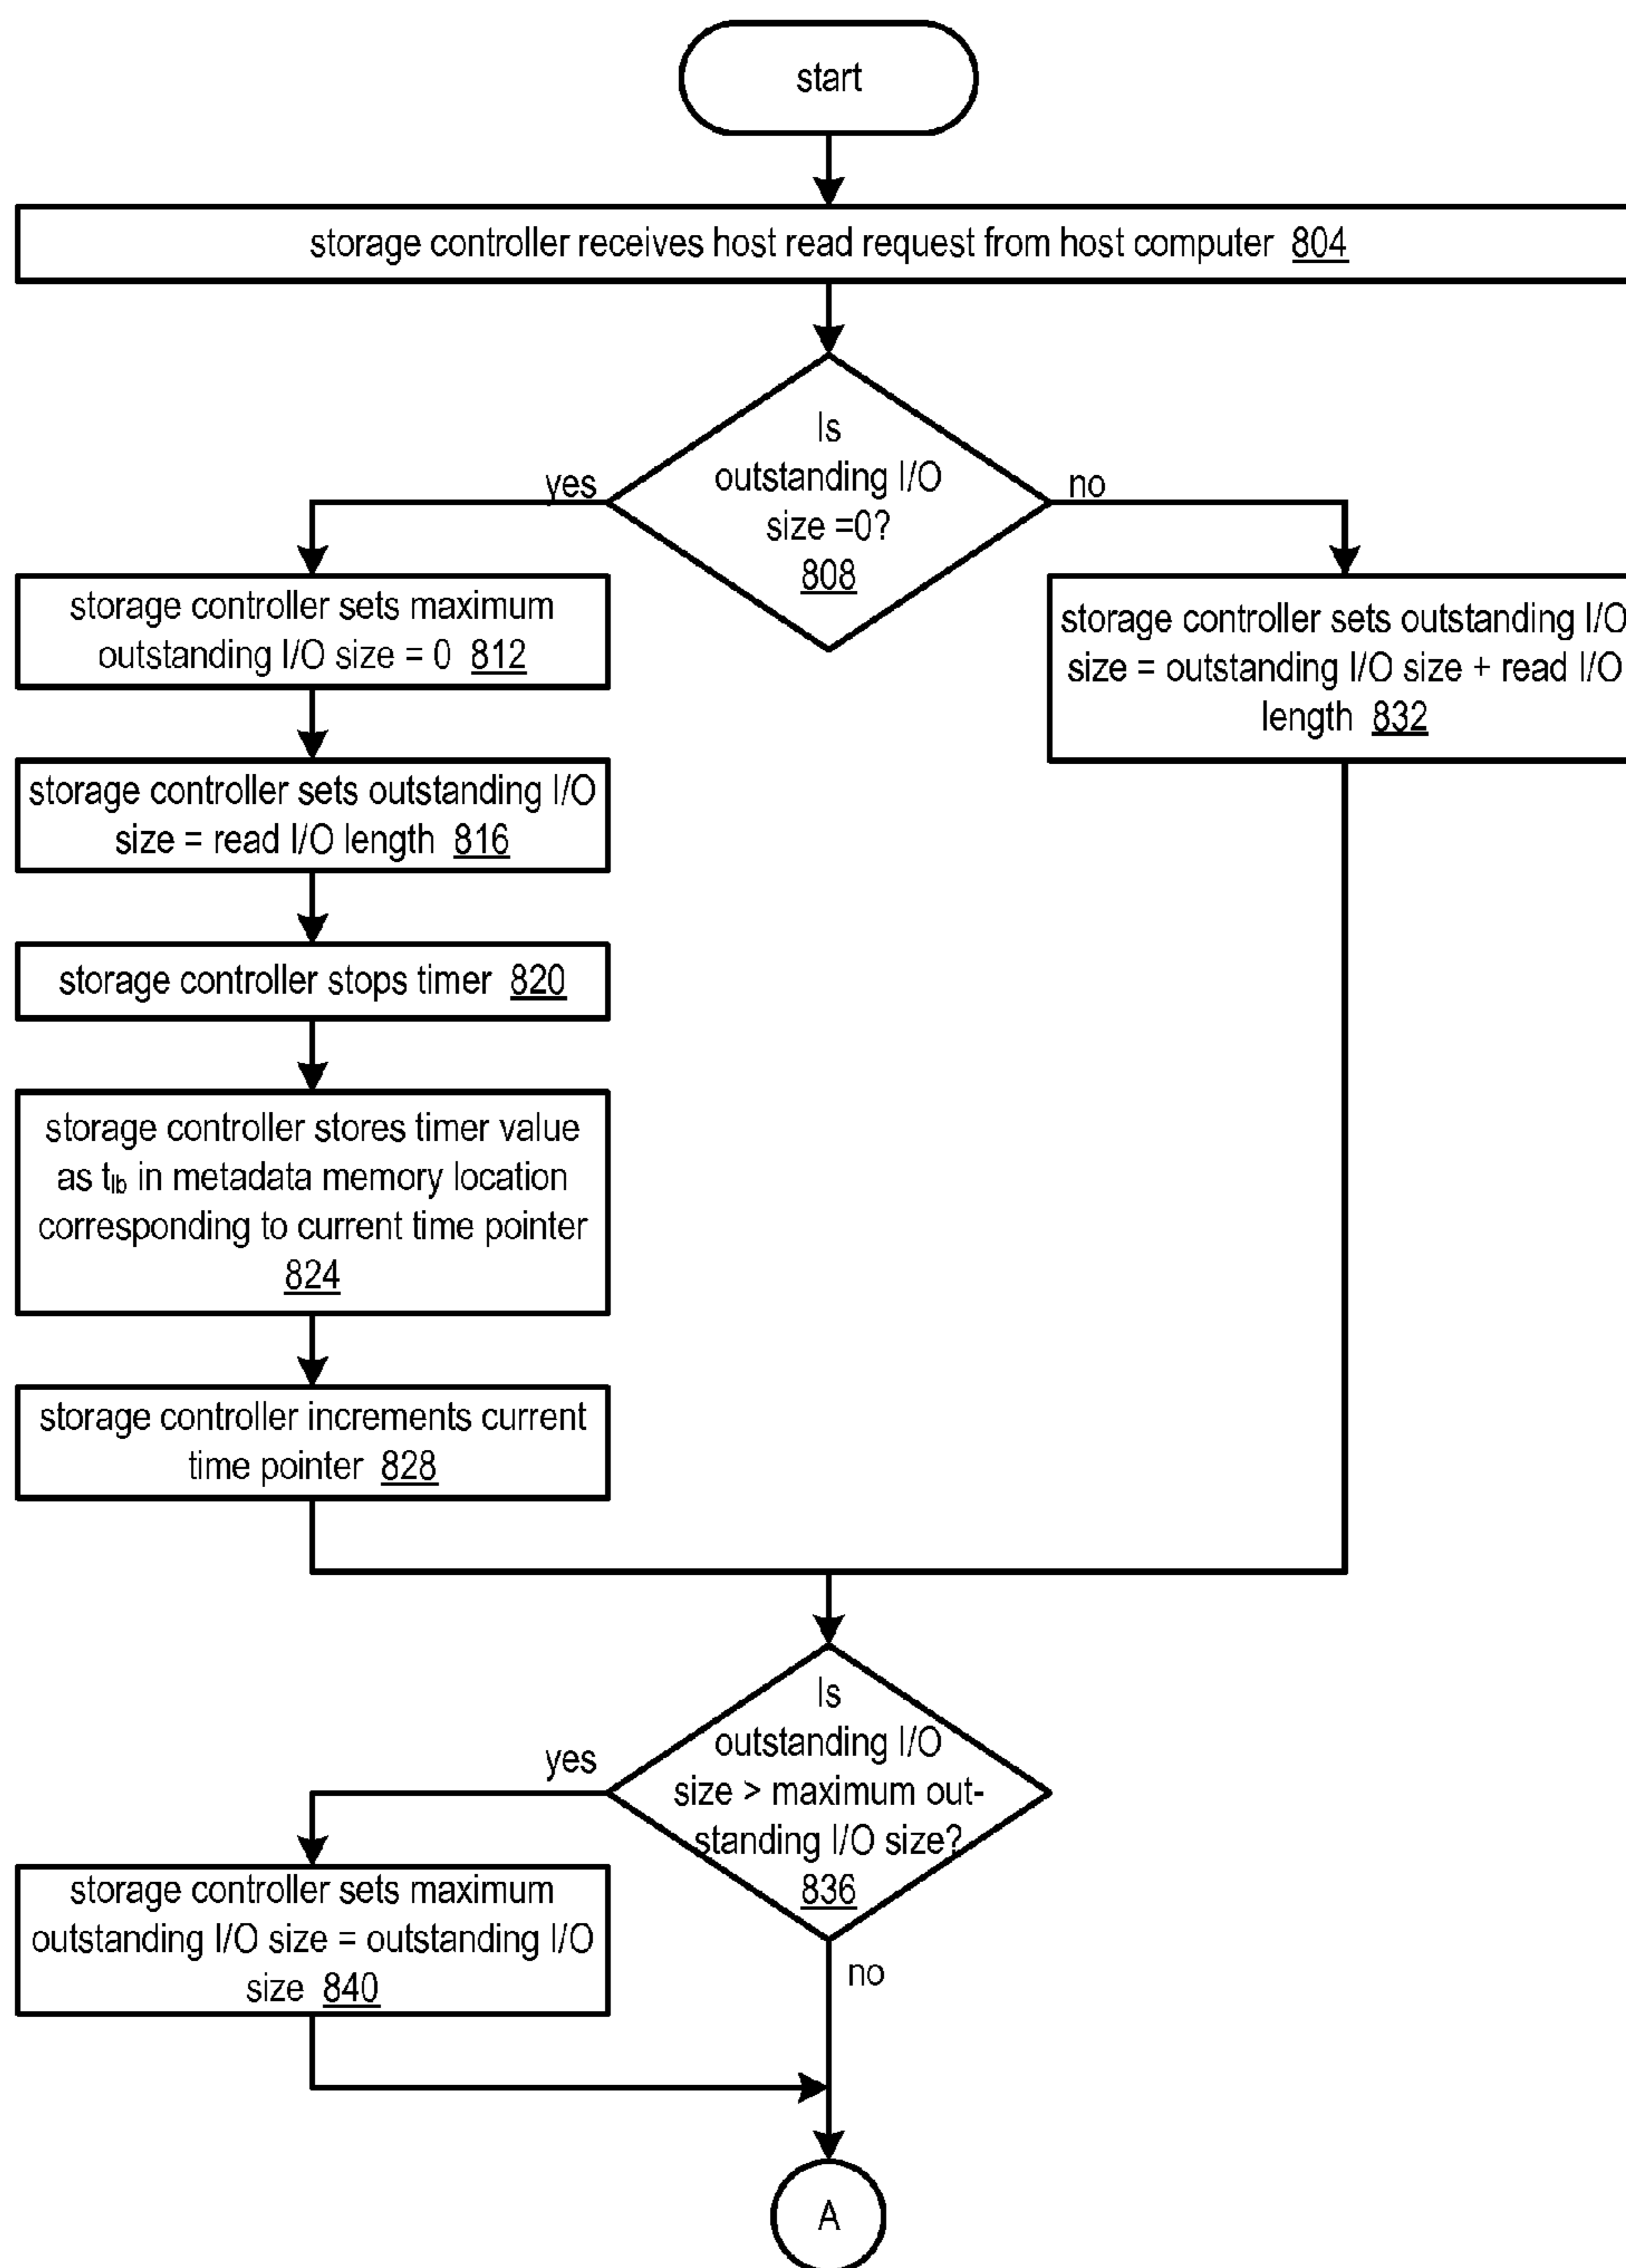 start
storage controller receives host read request from host computer 804
Is
outstanding I/O
size =0?
808
yes
no
storage controller sets maximum
outstanding I/O size = 0 812
storage controller sets outstanding I/O
size = outstanding I/O size + read I/O
length 832
storage controller sets outstanding I/O
size = read I/O length 816
storage controller stops timer 820
storage controller stores timer value
as tlb in metadata memory location
corresponding to current time pointer
824
storage controller increments current
time pointer 828
Is
outstanding I/O
size > maximum out-
standing I/O size?
836
yes
no
storage controller sets maximum
outstanding I/O size = outstanding I/O
size 840
A